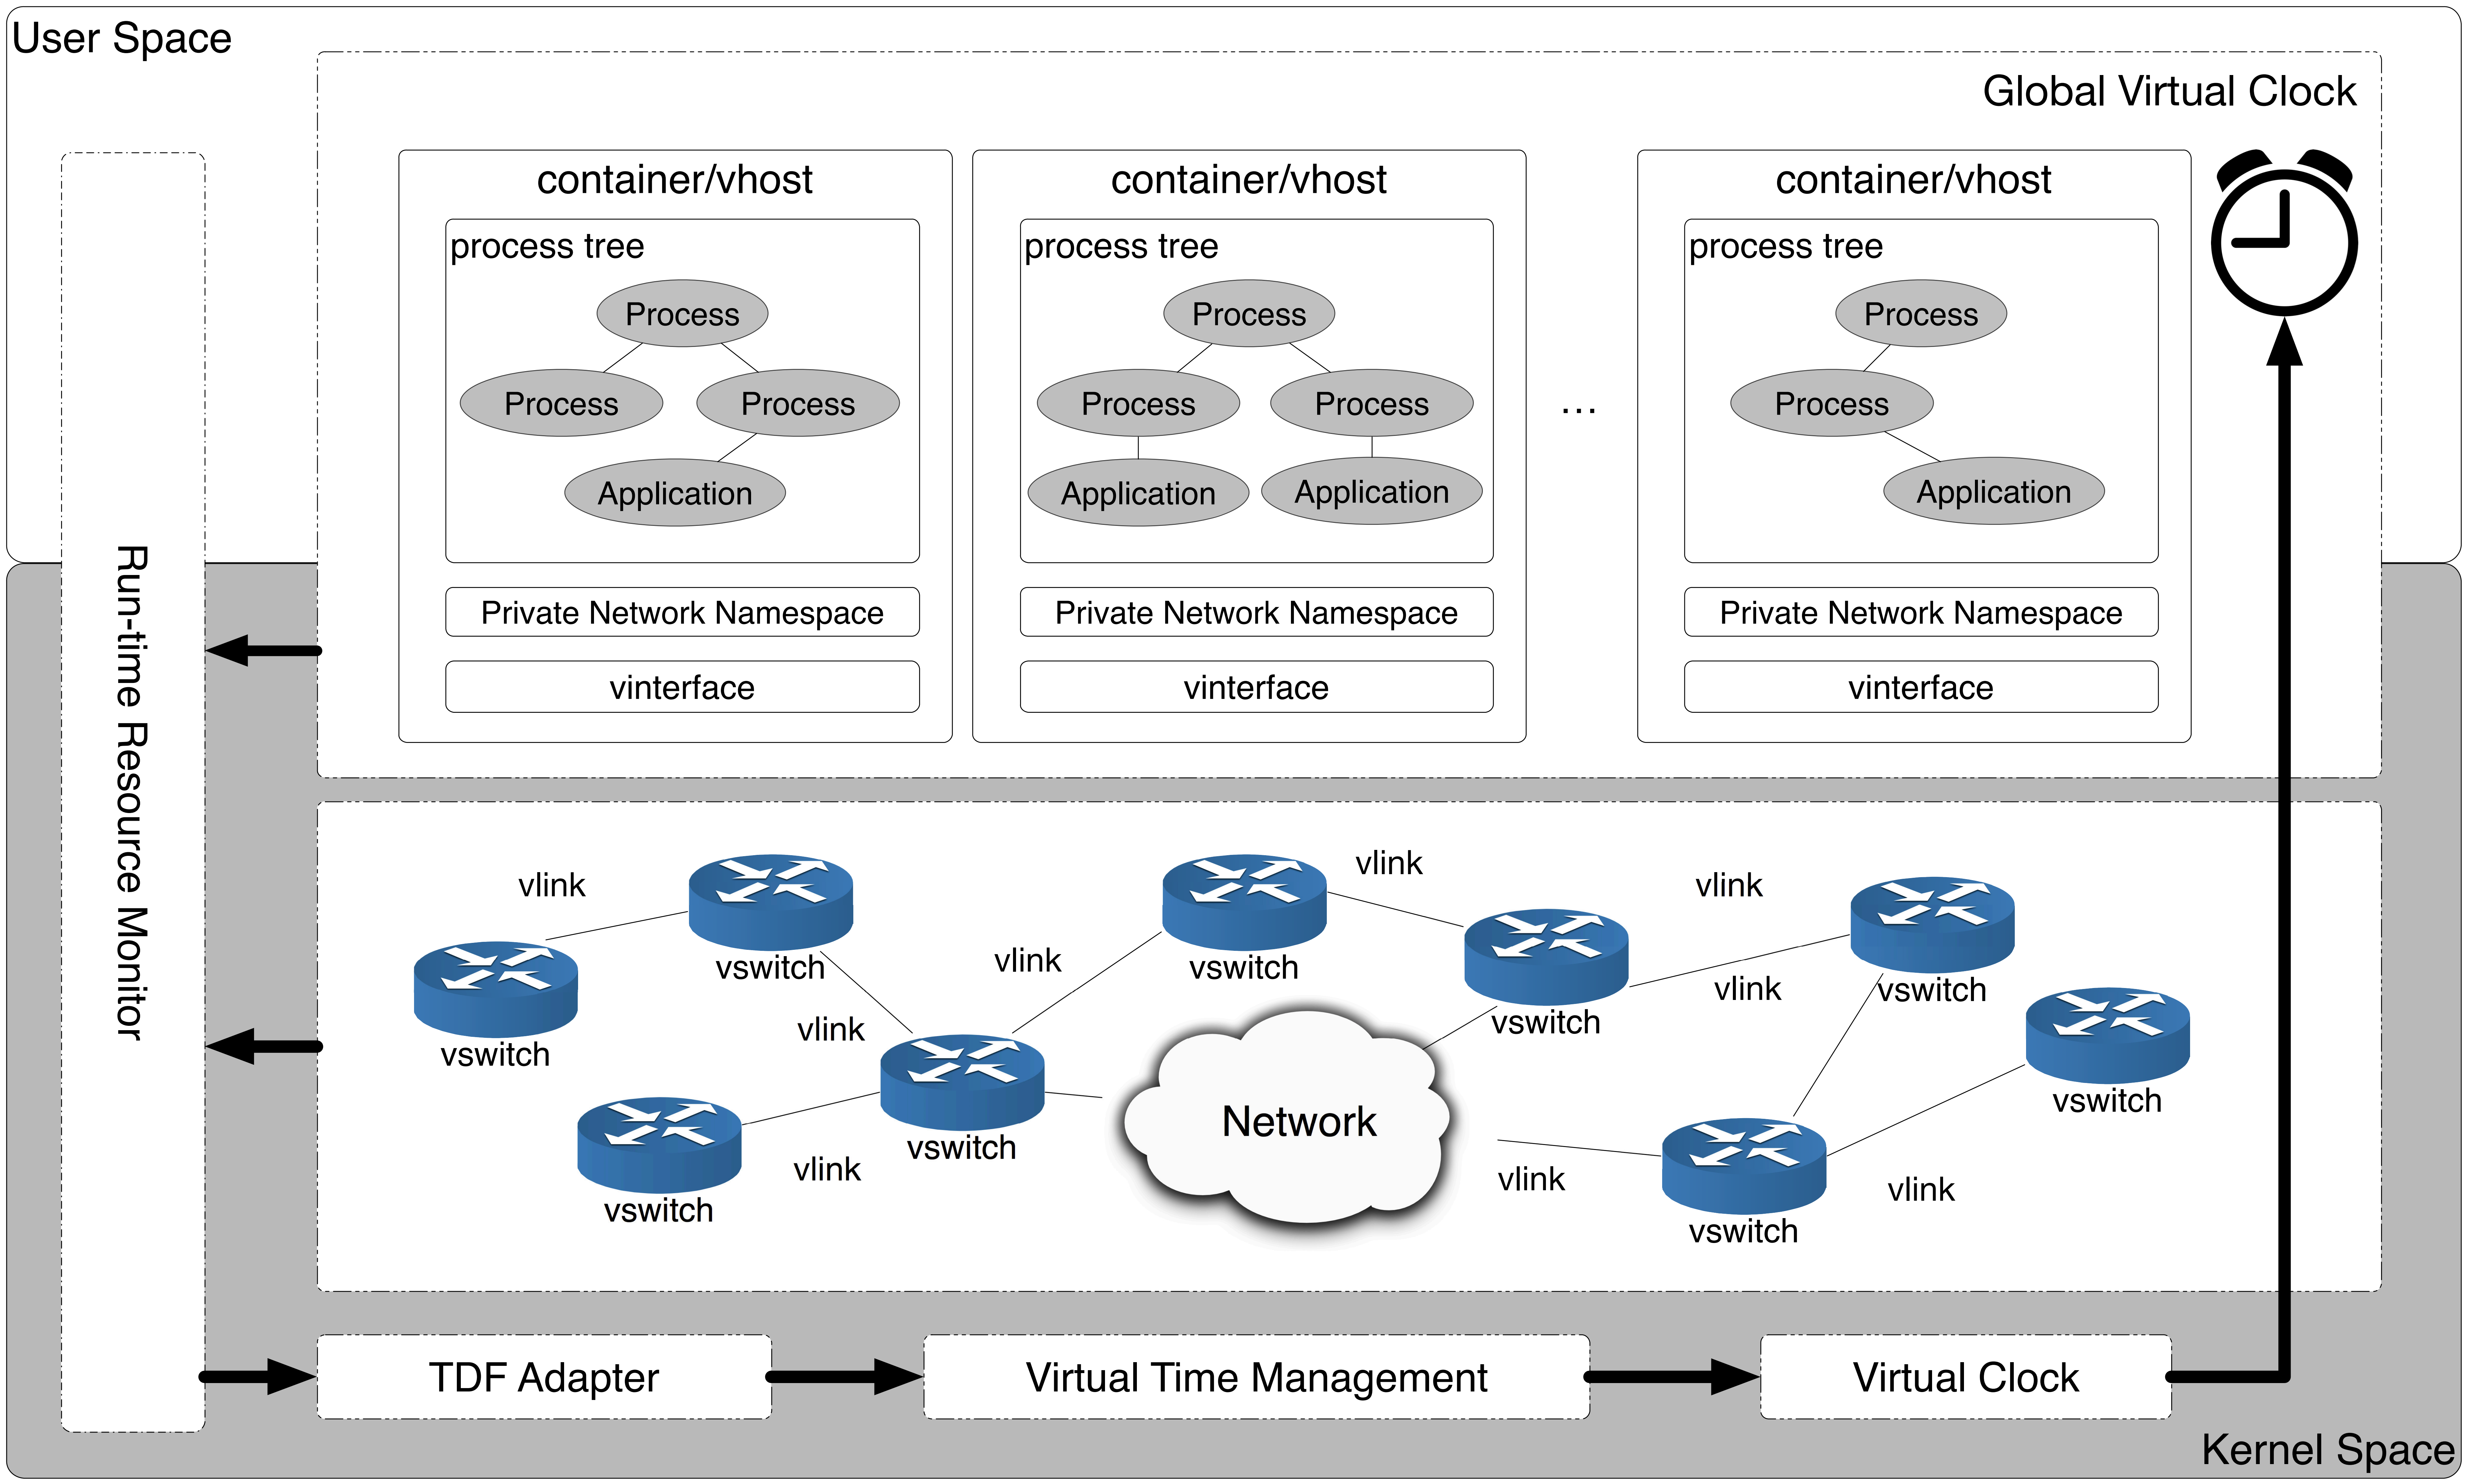 User Space
Global Virtual Clock
container/vhost
process tree
Process
Process
Process
Application
Private Network Namespace
vinterface
container/vhost
process tree
Process
Process
Process
Application
Application
Private Network Namespace
vinterface
...
container/vhost
process tree
Process
Process
Application
Private Network Namespace
vinterface
Run-time Resource Monitor
vlink
vlink
vlink
vswitch
vswitch
vlink
vlink
vswitch
vswitch
vlink
vswitch
vswitch
vswitch
Network
vswitch
vlink
vlink
vlink
vswitch
vswitch
TDF Adapter
Virtual Time Management
Virtual Clock
Kernel Space